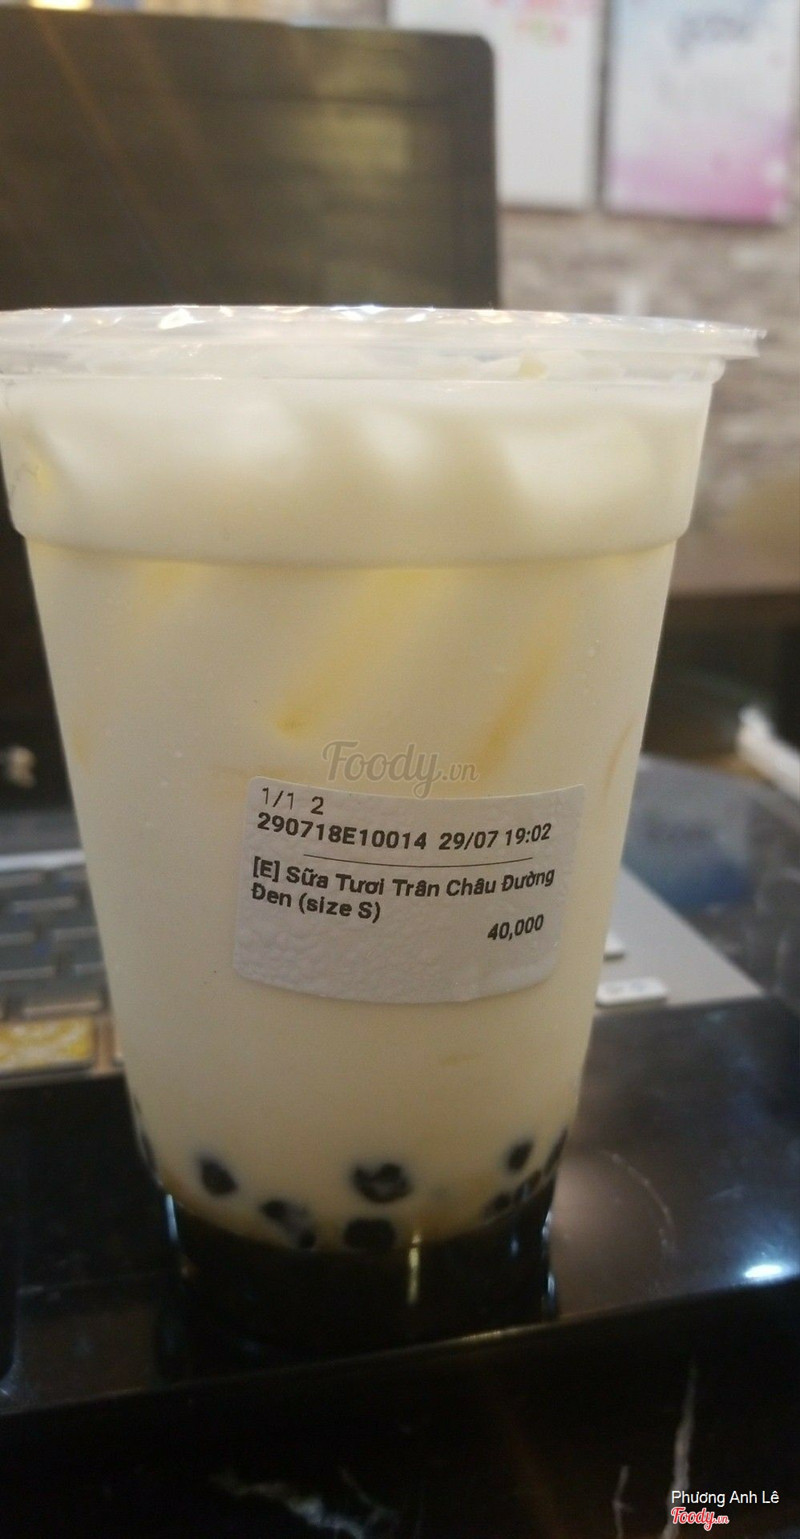 Foody.vn
1/1 2
290718E10014 29/07 19:02
[E] Sữa Tươi Trân Châu Đường
Đen (size S)
40,000
Phương Anh Lê
Foody.vn